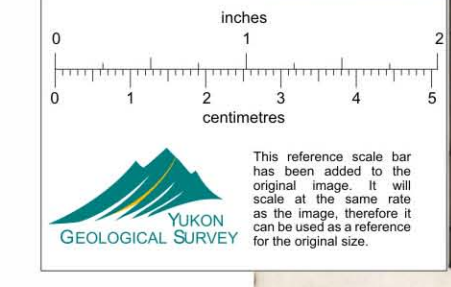 inches
0 1 2
0 1 2 3 4 5
centimetres
YUKON
GEOLOGICAL SURVEY
This reference scale bar
has been added to the
original image. It will
scale at the same rate
as the image, therefore it
can be used as a reference
for the original size.